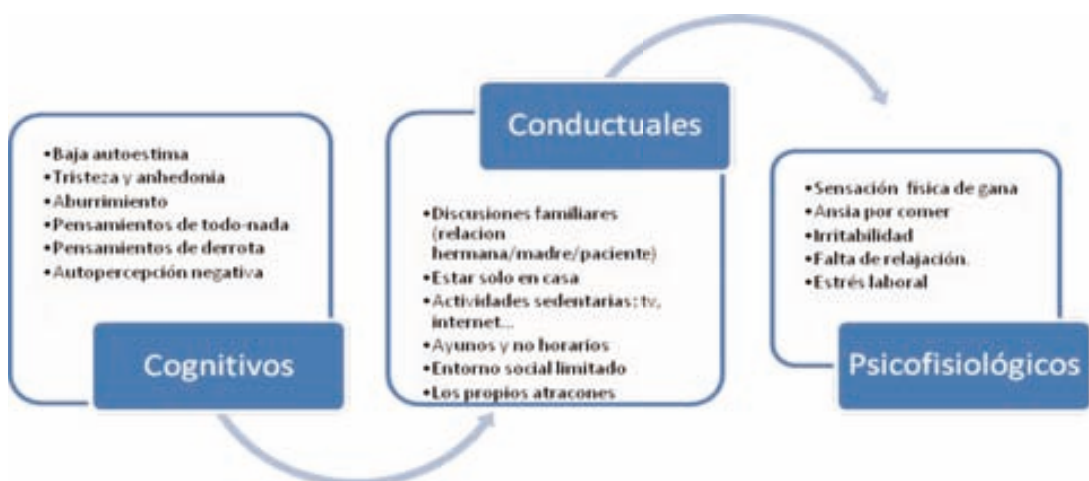 •Baja autoestima
•Tristeza y anhedonia
•Aburrimiento
•Pensamientos de todo-nada
•Pensamientos de derrota
•Autopercepción negativa
Cognitivos
Conductuales
•Discusiones familiares
(relacion
hermana/madre/paciente)
•Estar solo en casa
•Actividades sedentarias: tv,
internet...
•Ayunos y no horarios
•Entorno social limitado
•Los propios atracones
•Sensación física de gana
•Ansia por comer
•Irritabilidad
•Falta de relajación.
•Estrés laboral
Psicofisiológicos